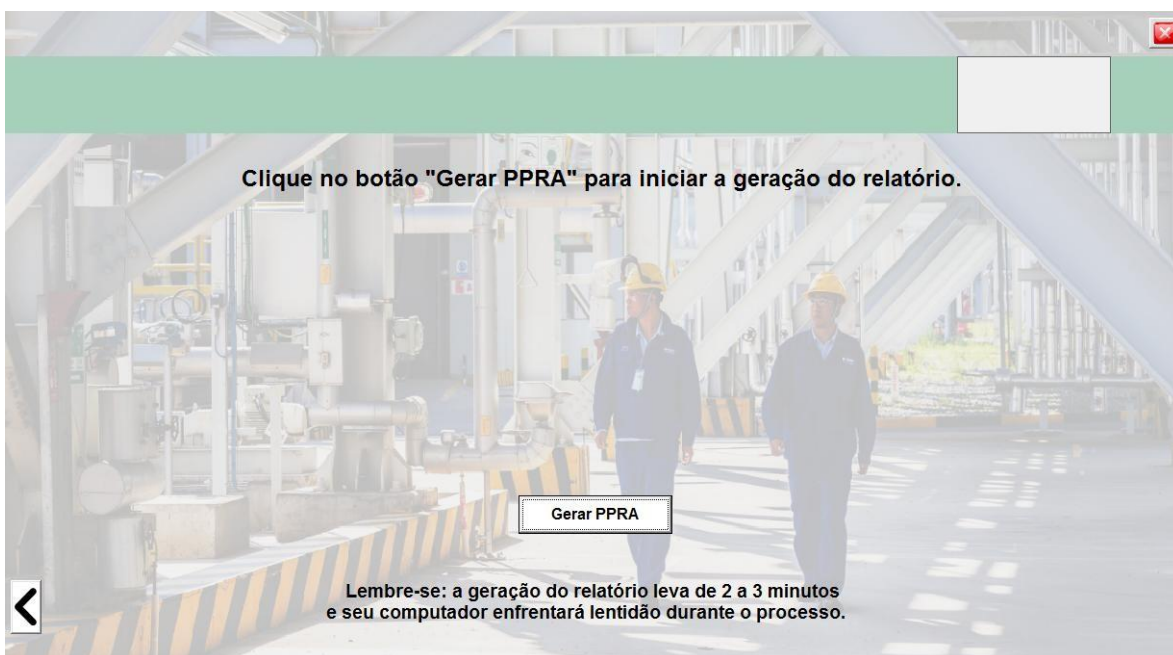 Clique no botão "Gerar PPRA" para iniciar a geração do relatório.
Gerar PPRA
Lembre-se: a geração do relatório leva de 2 a 3 minutos
e seu computador enfrentará lentidão durante o processo.